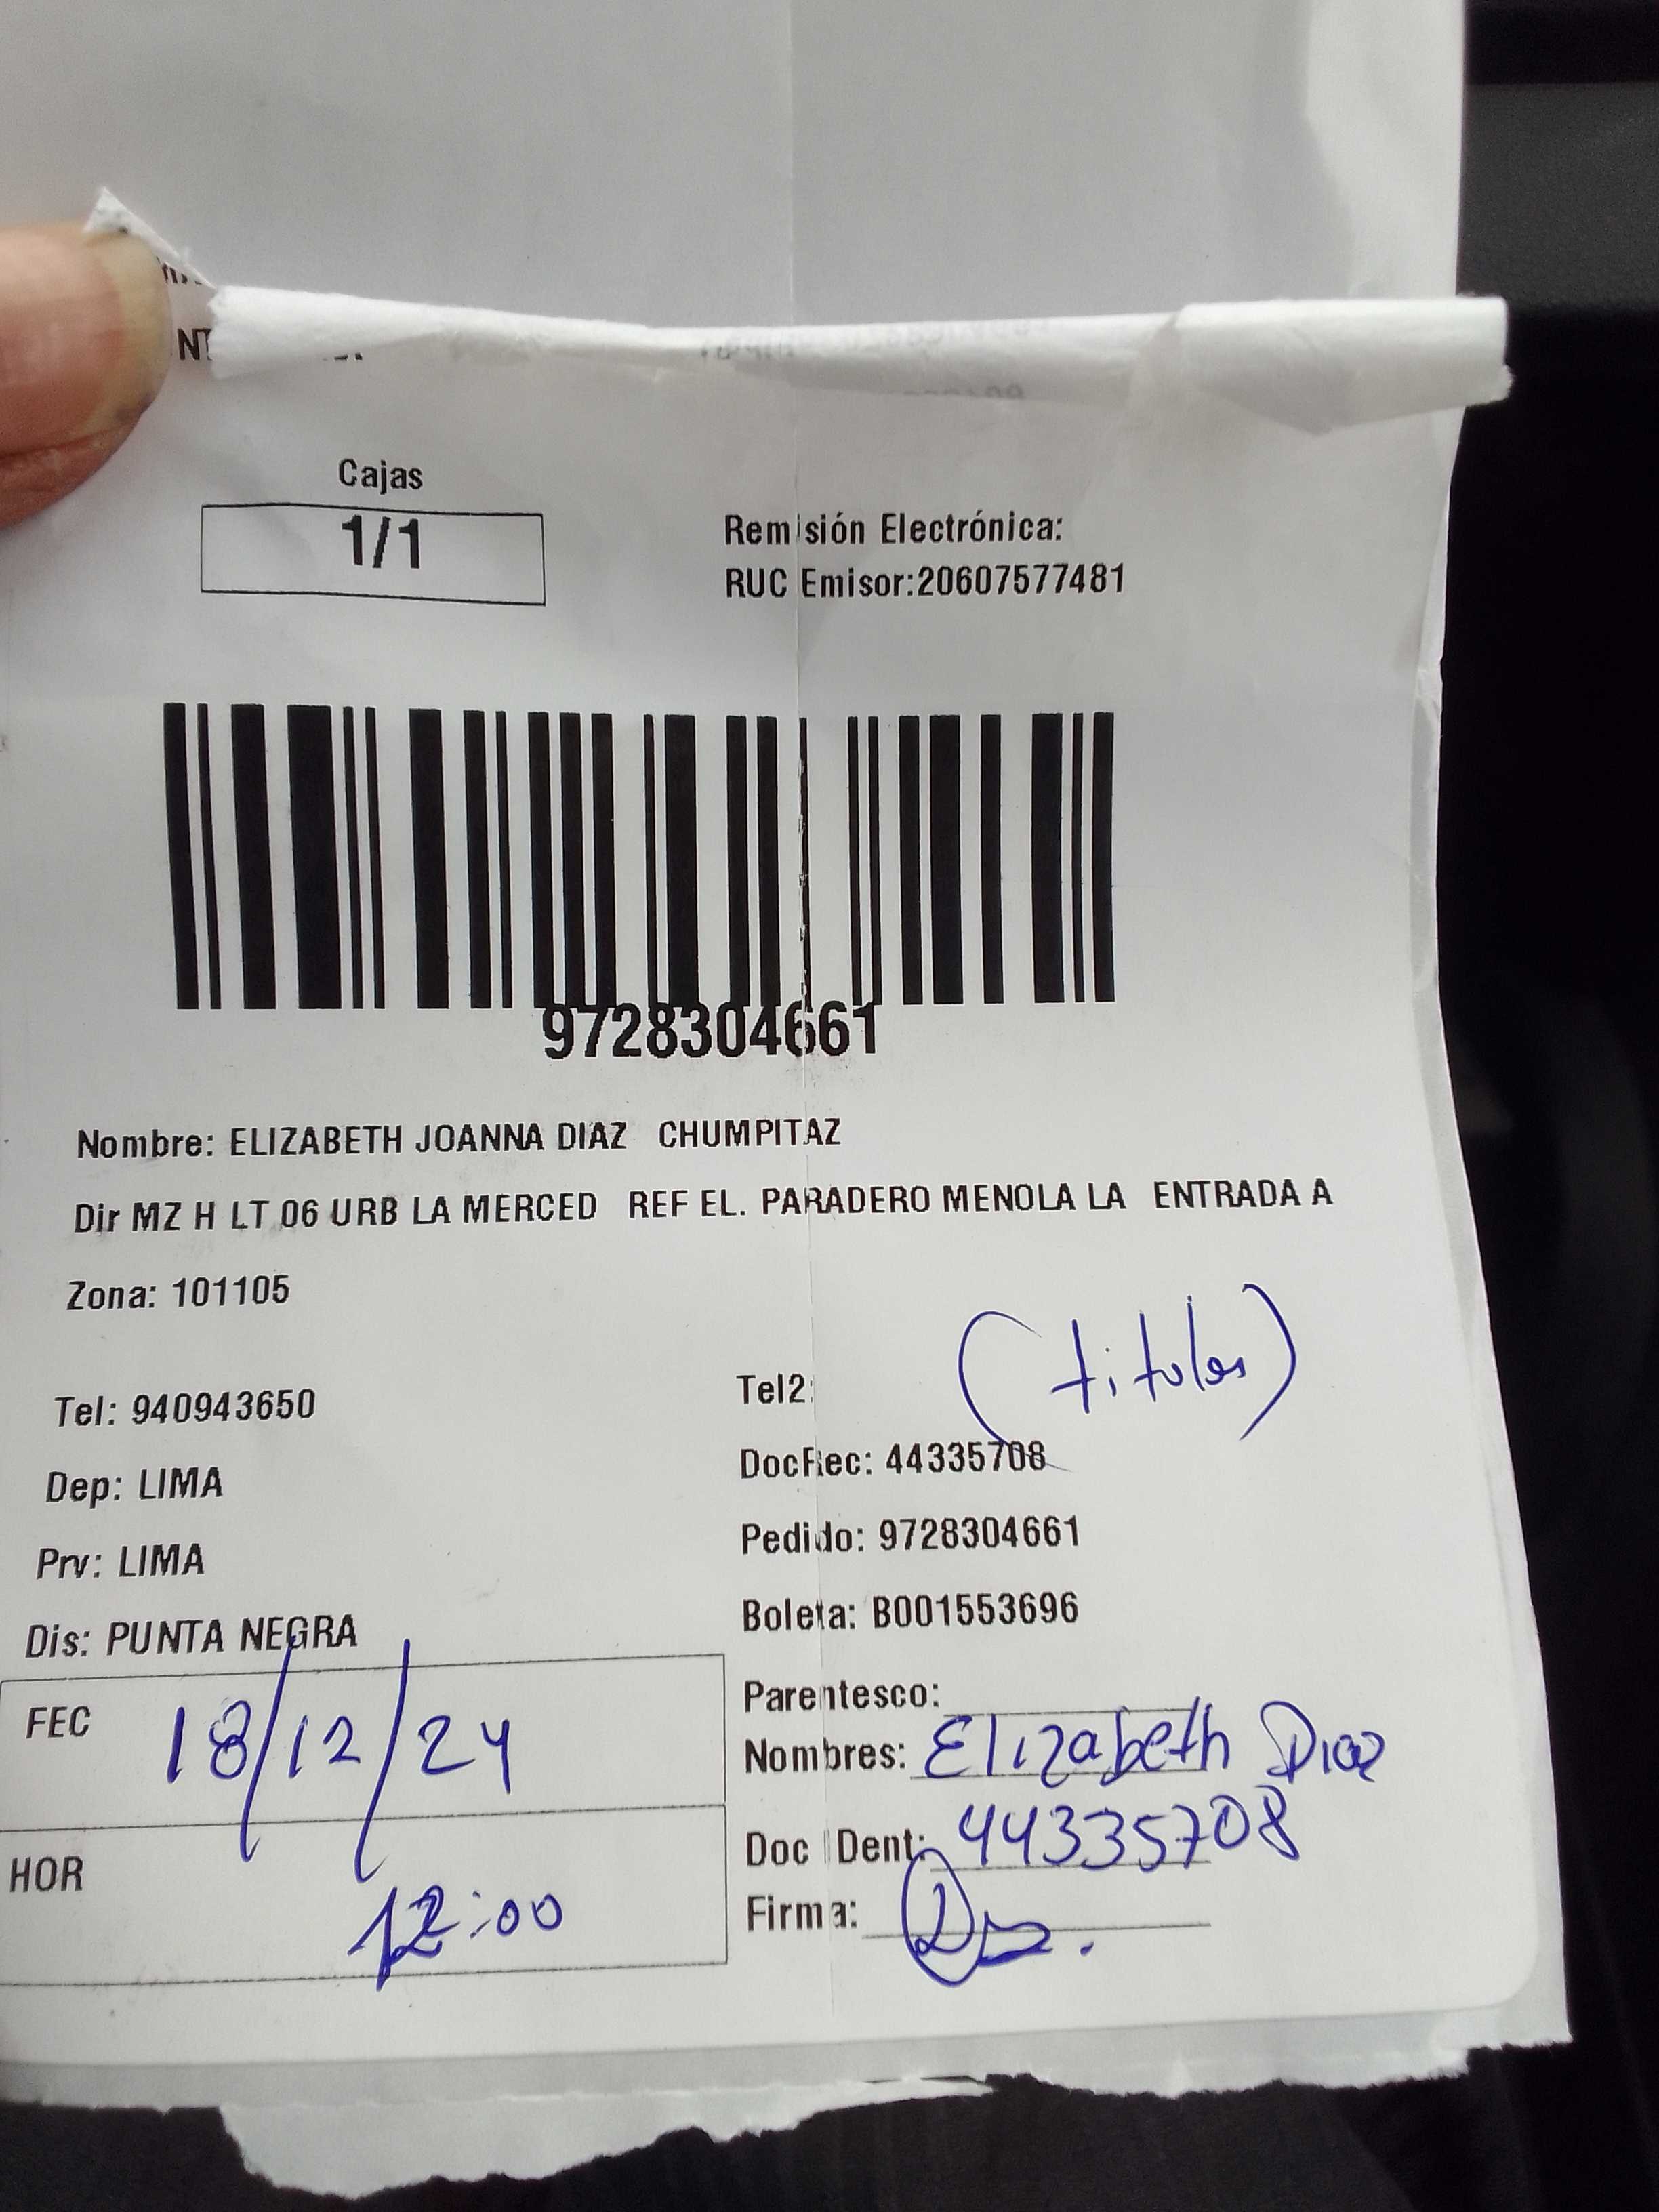 NT
Cajas
1/1
Remisión Electrónica:
RUC Emisor:20607577481
9728304661
Nombre: ELIZABETH JOANNA DIAZ CHUMPITAZ
Dir MZ H LT 06 URB LA MERCED REF EL. PARADERO MENOLA LA ENTRADA A
Zona: 101105
(titular)
Tel: 940943650
Tel2:
DocRec: 44335708
Dep: LIMA
Pedido: 9728304661
Prv: LIMA
Boleta: B001553696
Dis: PUNTA NEGRA
Parentesco:
FEC 18/12/24
Nombres: Elizabeth Diaz
Doc Dent: 44335708
HOR 12:00
Firma: